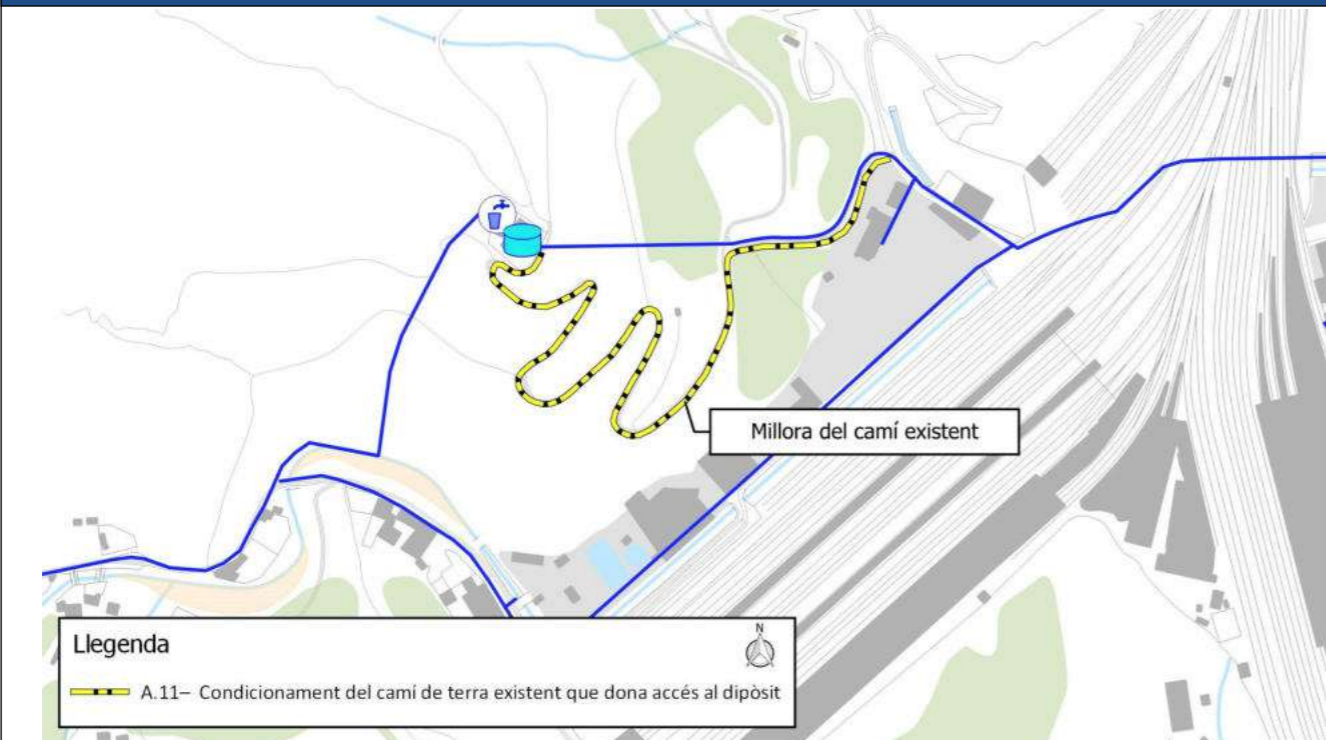 Millora del camí existent
Llegenda
N
A.11– Condicionament del camí de terra existent que dona accés al dipòsit